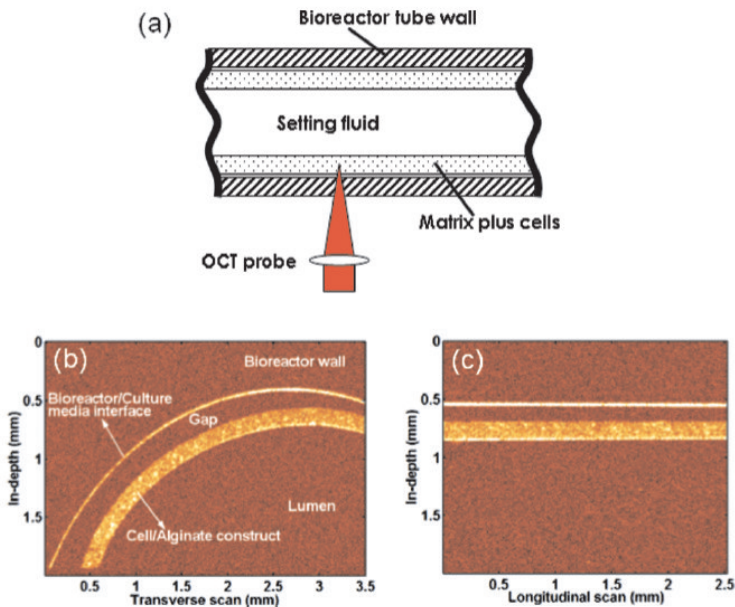 (a)
Bioreactor tube wall
Setting fluid
Matrix plus cells
OCT probe
(b)
Bioreactor wall
Bioreactor/Culture
media interface
Gap
Lumen
Cell/Alginate construct
0
0.5
1
1.5
In-depth (mm)
0.5
1
1.5
2
2.5
3
3.5
Transverse scan (mm)
(c)
0
0.5
1
1.5
In-depth (mm)
0.5
1
1.5
2
2.5
Longitudinal scan (mm)